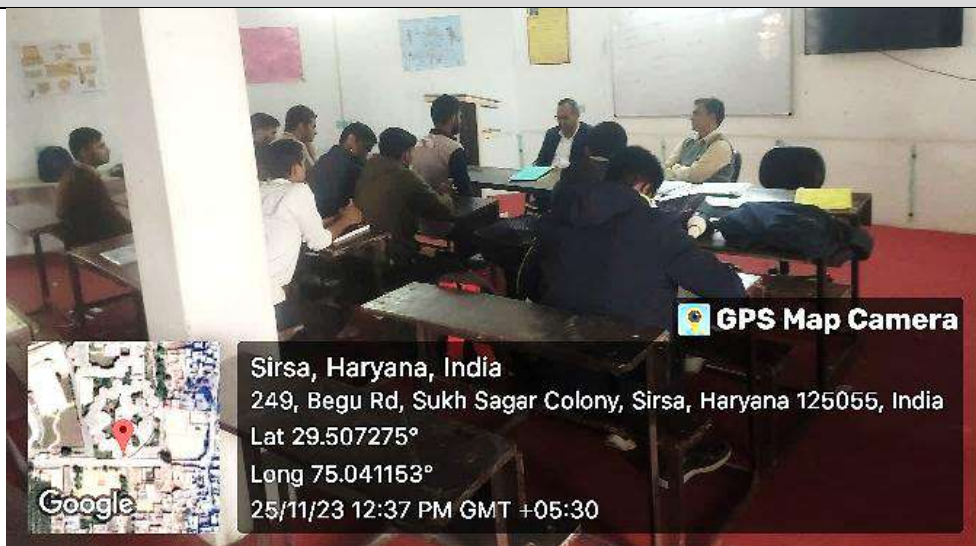 GPS Map Camera
Sirsa, Haryana, India
249, Begu Rd, Sukh Sagar Colony, Sirsa, Haryana 125055, India
Lat 29.507275°
Long 75.041153°
25/11/23 12:37 PM GMT +05:30
Google